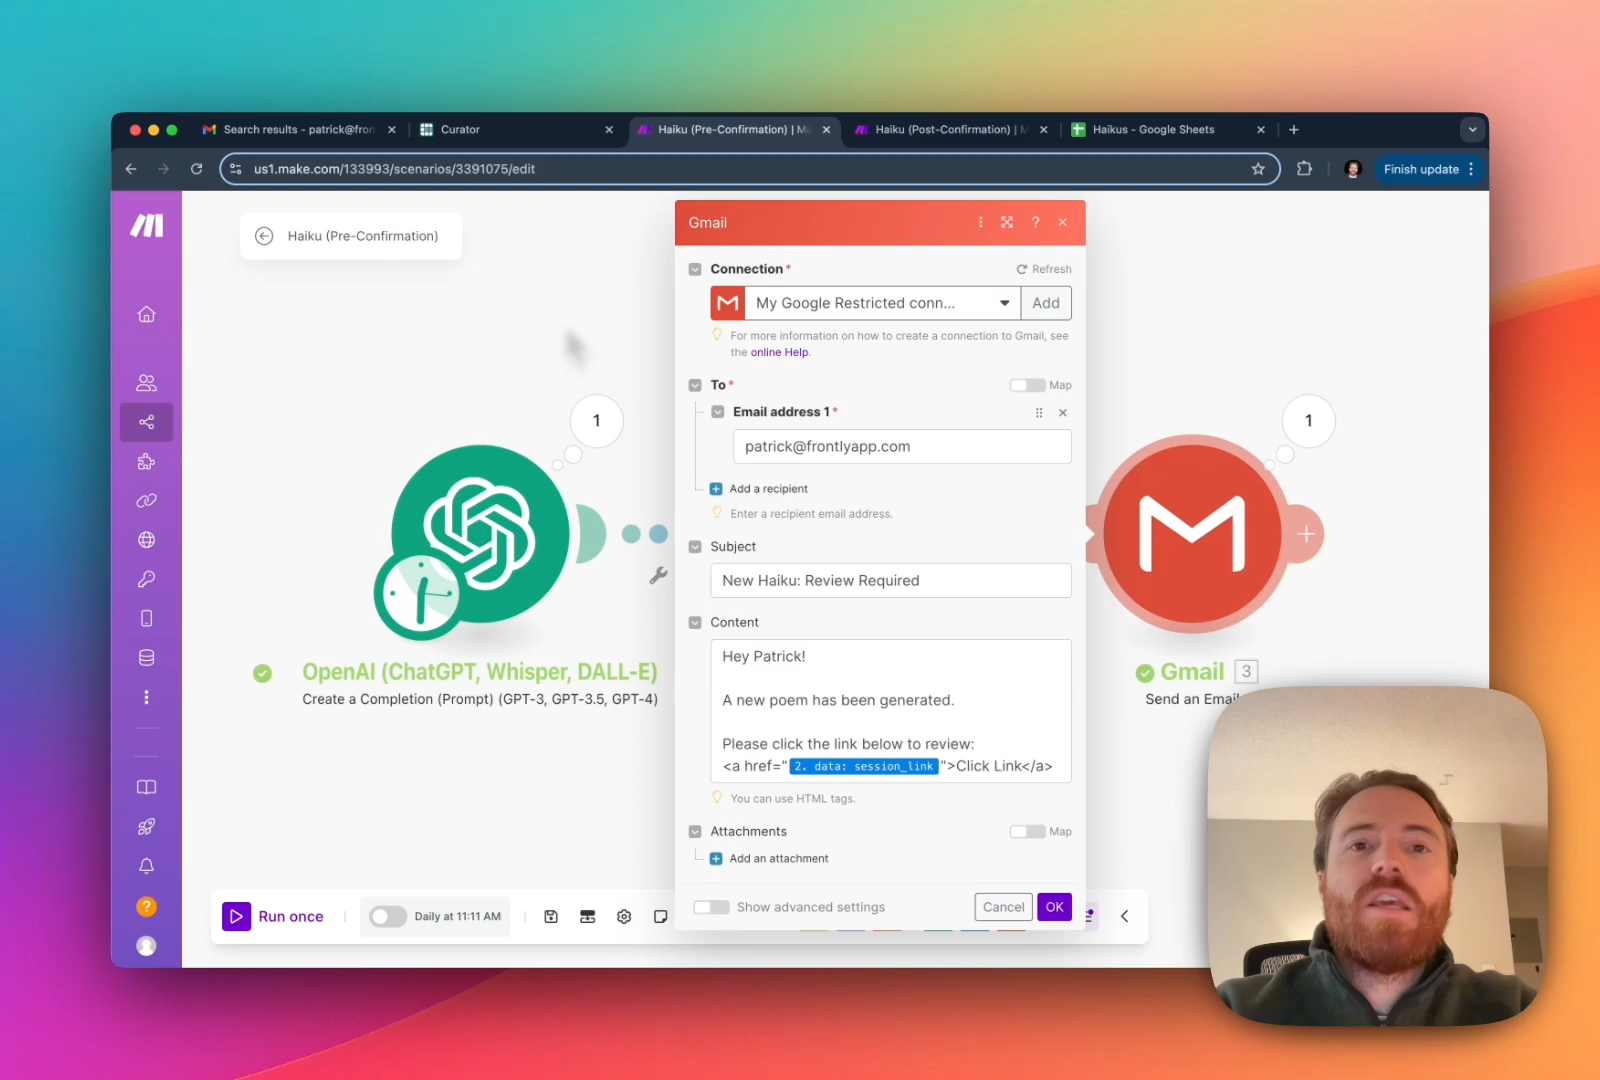 Search results - patrick@fron
Curator
Haiku (Pre-Confirmation) | Ma
Haiku (Post-Confirmation) | M
Haikus - Google Sheets
us1.make.com/133993/scenarios/3391075/edit
Finish update
Haiku (Pre-Confirmation)
Gmail
?
Connection*
Refresh
My Google Restricted conn...
Add
For more information on how to create a connection to Gmail, see
the online Help.
To*
Map
Email address 1*
patrick@frontlyapp.com
Add a recipient
Enter a recipient email address.
Subject
New Haiku: Review Required
Content
Hey Patrick!
A new poem has been generated.
Please click the link below to review:
<a href="2. data: session_link">Click Link</a>
You can use HTML tags.
Attachments
Map
Add an attachment
Show advanced settings
Cancel
OK
1
OpenAI (ChatGPT, Whisper, DALL-E)
Create a Completion (Prompt) (GPT-3, GPT-3.5, GPT-4)
1
Gmail 3
Send an Email
?
Run once
Daily at 11:11 AM